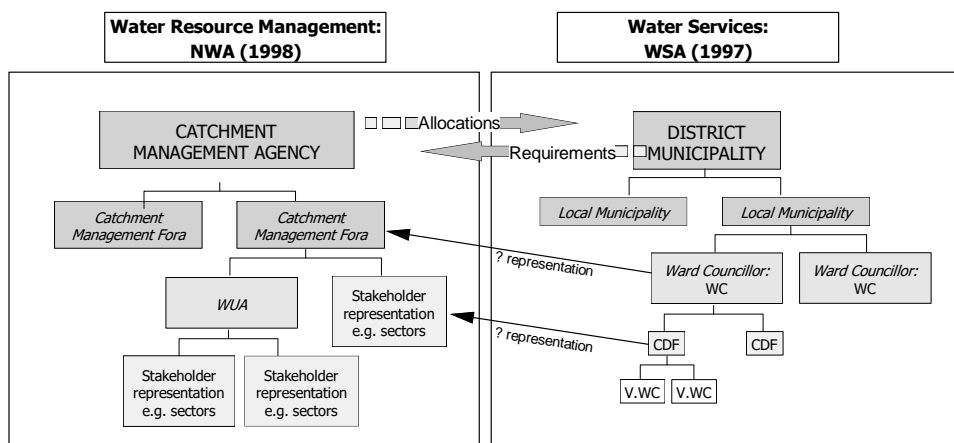 Water Resource Management:
NWA (1998)
Water Services:
WSA (1997)
CATCHMENT
MANAGEMENT AGENCY
Allocations
Requirements
DISTRICT
MUNICIPALITY
Catchment
Management Fora
Catchment
Management Fora
Local Municipality
Local Municipality
? representation
WUA
Stakeholder
representation
e.g. sectors
Ward Councillor:
WC
Ward Councillor:
WC
? representation
CDF
CDF
Stakeholder
representation
e.g. sectors
Stakeholder
representation
e.g. sectors
V.WC
V.WC